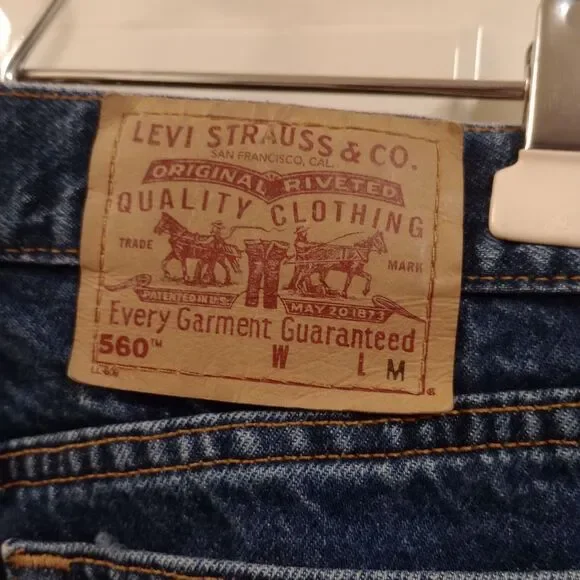 LEVI STRAUSS & CO.
SAN FRANCISCO, CAL.
ORIGINAL RIVETED
QUALITY CLOTHING
TRADE MARK
PATENTED IN U.S. MAY 20 1873
Every Garment Guaranteed
560™ W L M